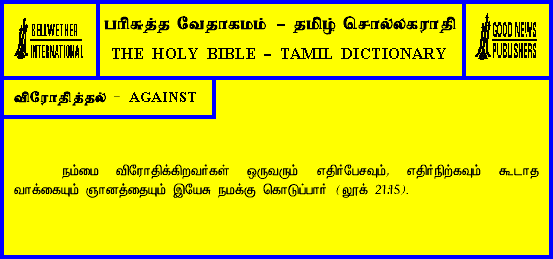 BELLWETHER
INTERNATIONAL
பரிசுத்த வேதாகமம் - தமிழ் சொல்லகராதி
THE HOLY BIBLE - TAMIL DICTIONARY
GOOD NEWS
PUBLISHERS
விரோதித்தல் - AGAINST
நம்மை விரோதிக்கிறவர்கள் ஒருவரும் எதிர்பேசவும், எதிர்நிற்கவும் கூடாத
வாக்கையும் ஞானத்தையும் இயேசு நமக்கு கொடுப்பார் (லூக் 21:15).